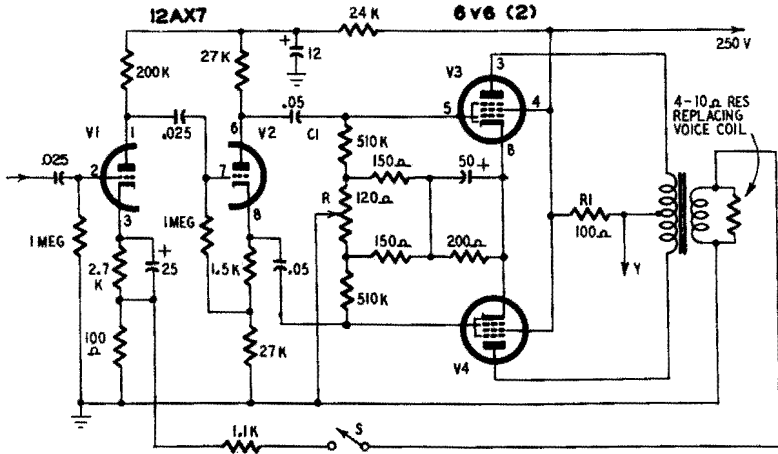 12AX7
6V6 (2)
24K
250V
200K
27K
+
12
V3
3
4
5
8
4-10Ω RES
REPLACING
VOICE COIL
.05
C1
.025
V1
1
.025
2
3
6
V2
7
8
510K
150Ω
50+
R
120Ω
R1
100Ω
Y
1MEG
1MEG
2.7
K
+
25
1.5K
.05
150Ω
200Ω
510K
100
Ω
27K
V4
1.1K
S